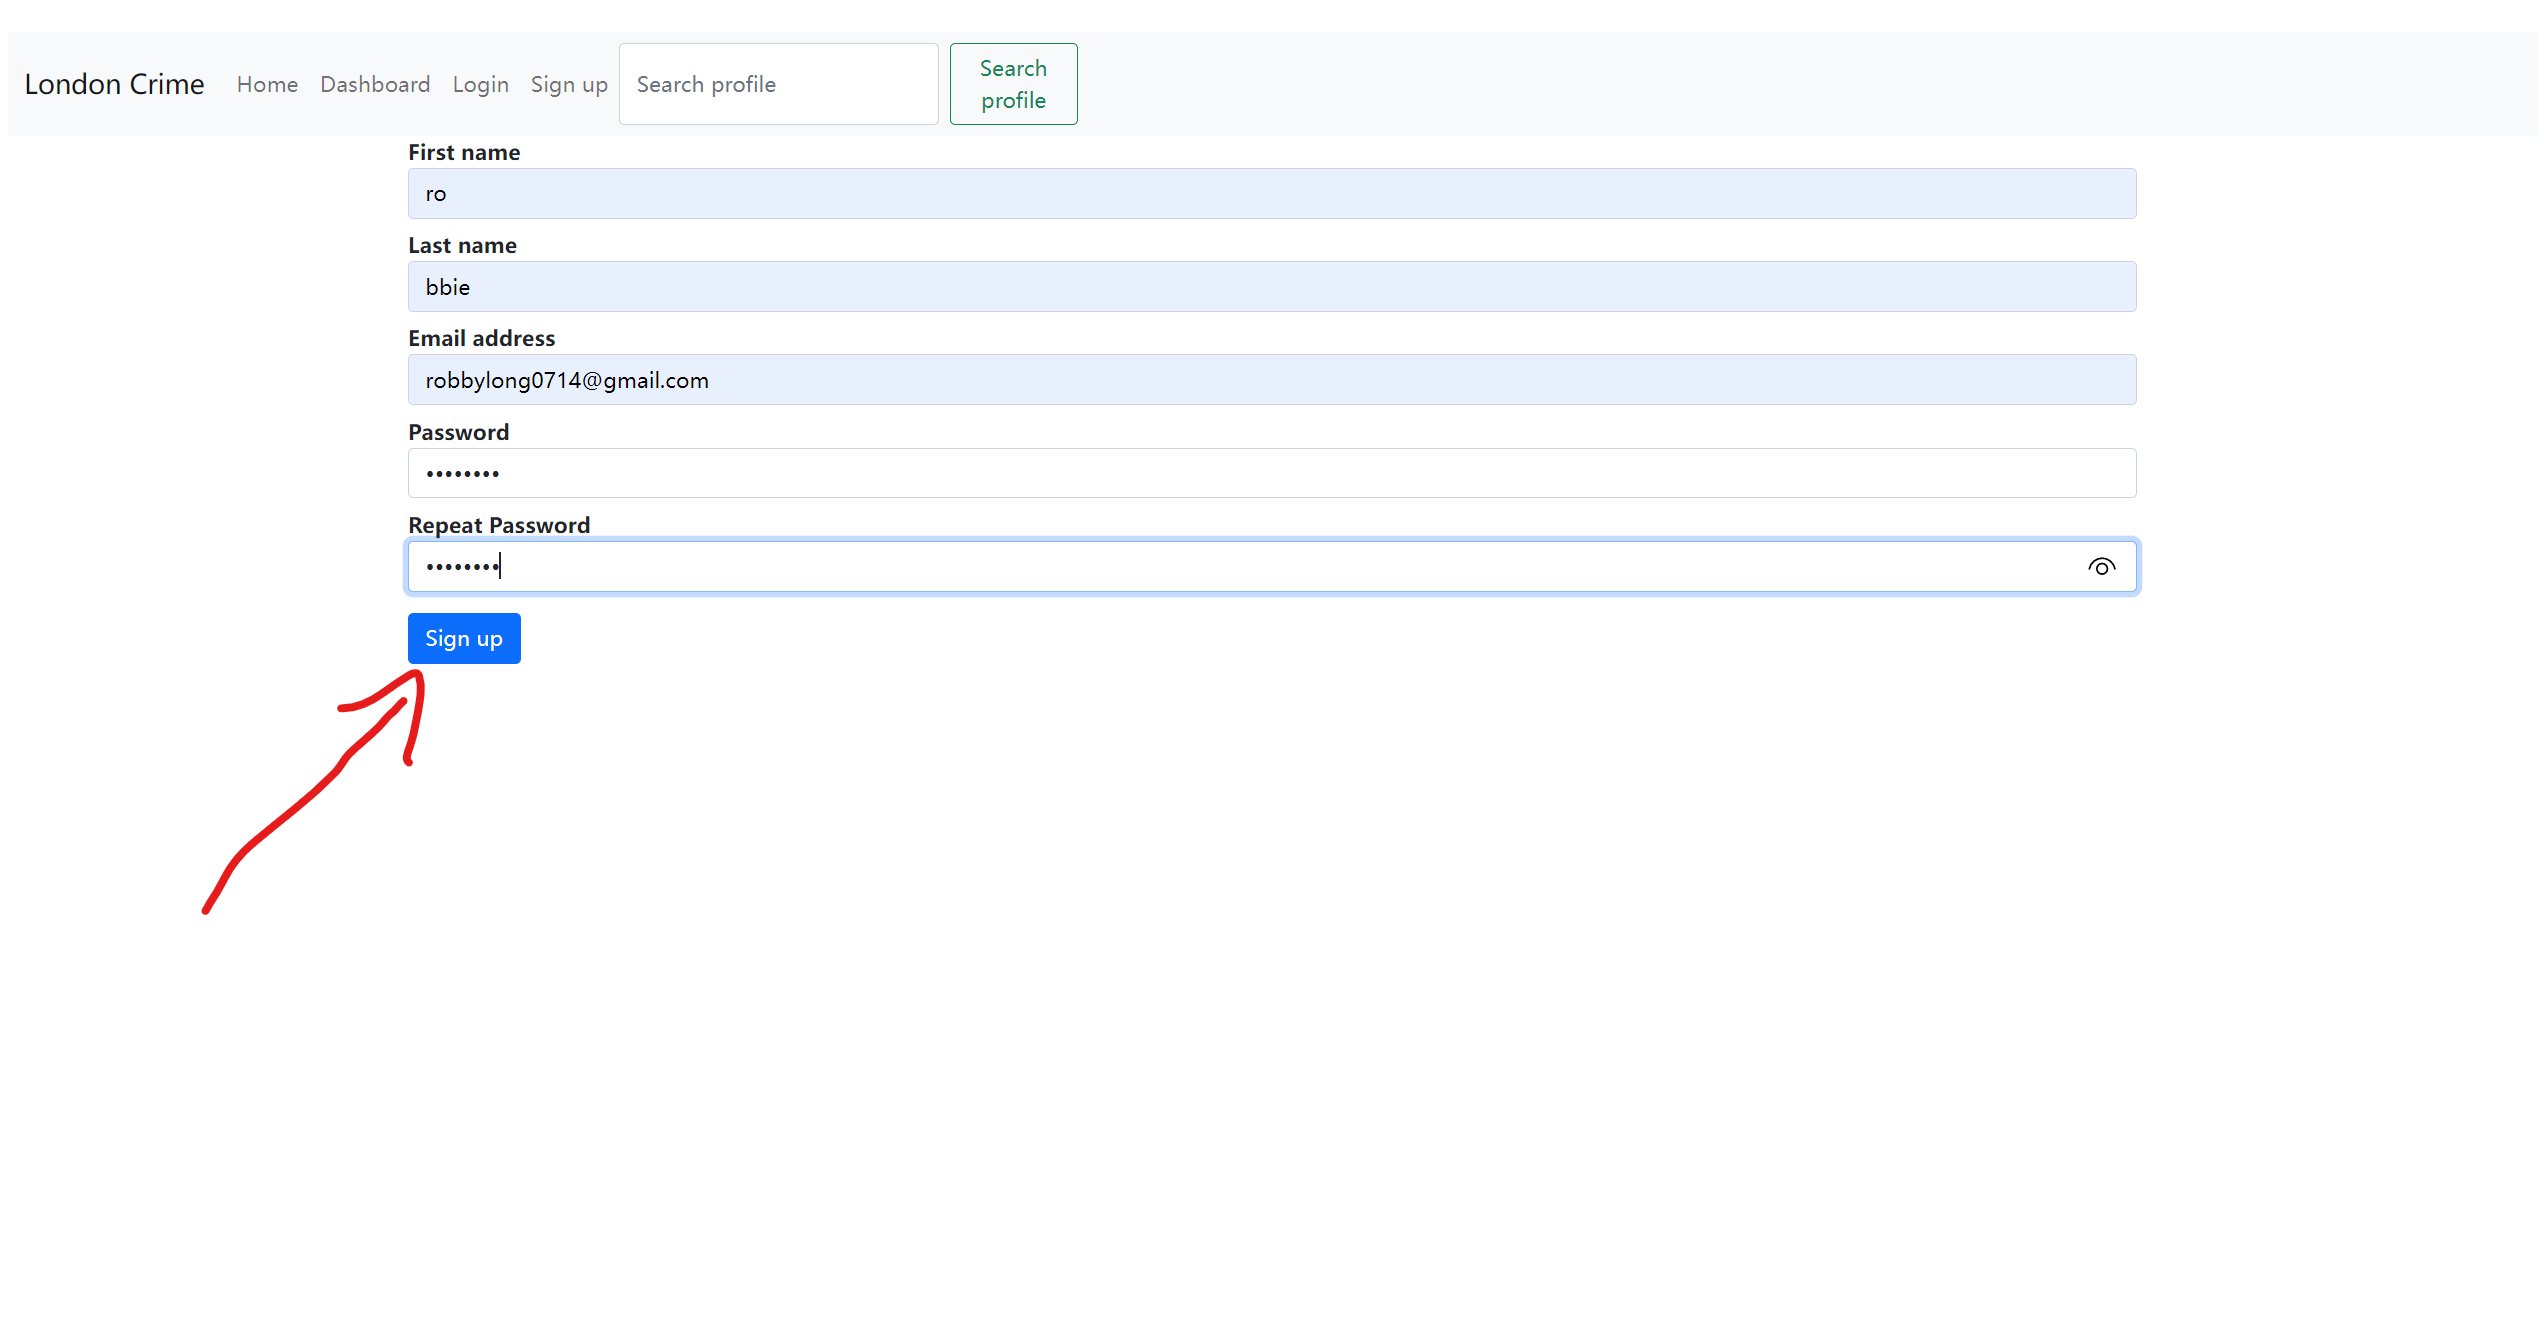 London Crime Home Dashboard Login Sign up Search profile Search
profile
First name
ro
Last name
bbie
Email address
robbylong0714@gmail.com
Password
••••••••
Repeat Password
••••••••
Sign up